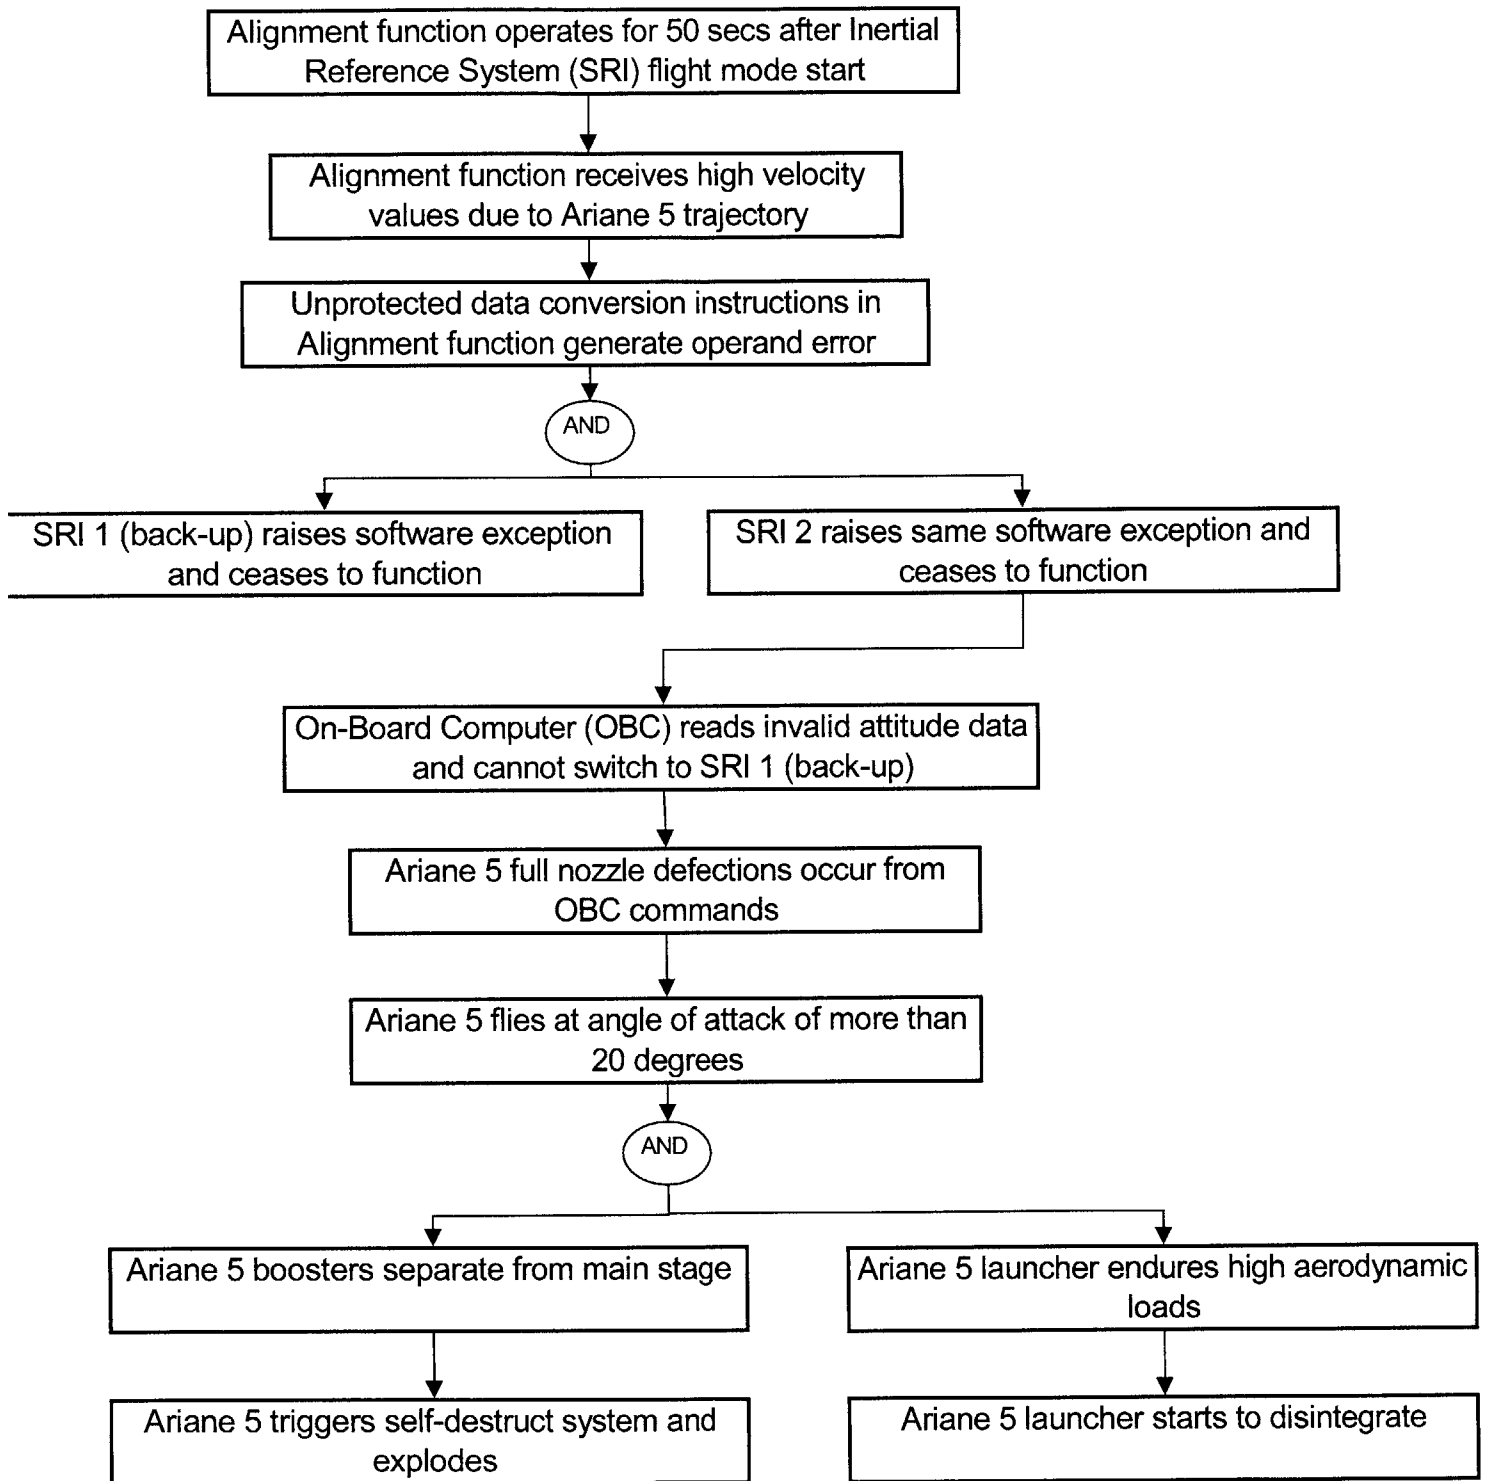 Alignment function operates for 50 secs after Inertial
Reference System (SRI) flight mode start
Alignment function receives high velocity
values due to Ariane 5 trajectory
Unprotected data conversion instructions in
Alignment function generate operand error
AND
SRI 1 (back-up) raises software exception
and ceases to function
SRI 2 raises same software exception and
ceases to function
On-Board Computer (OBC) reads invalid attitude data
and cannot switch to SRI 1 (back-up)
Ariane 5 full nozzle defections occur from
OBC commands
Ariane 5 flies at angle of attack of more than
20 degrees
AND
Ariane 5 boosters separate from main stage
Ariane 5 launcher endures high aerodynamic
loads
Ariane 5 triggers self-destruct system and
explodes
Ariane 5 launcher starts to disintegrate